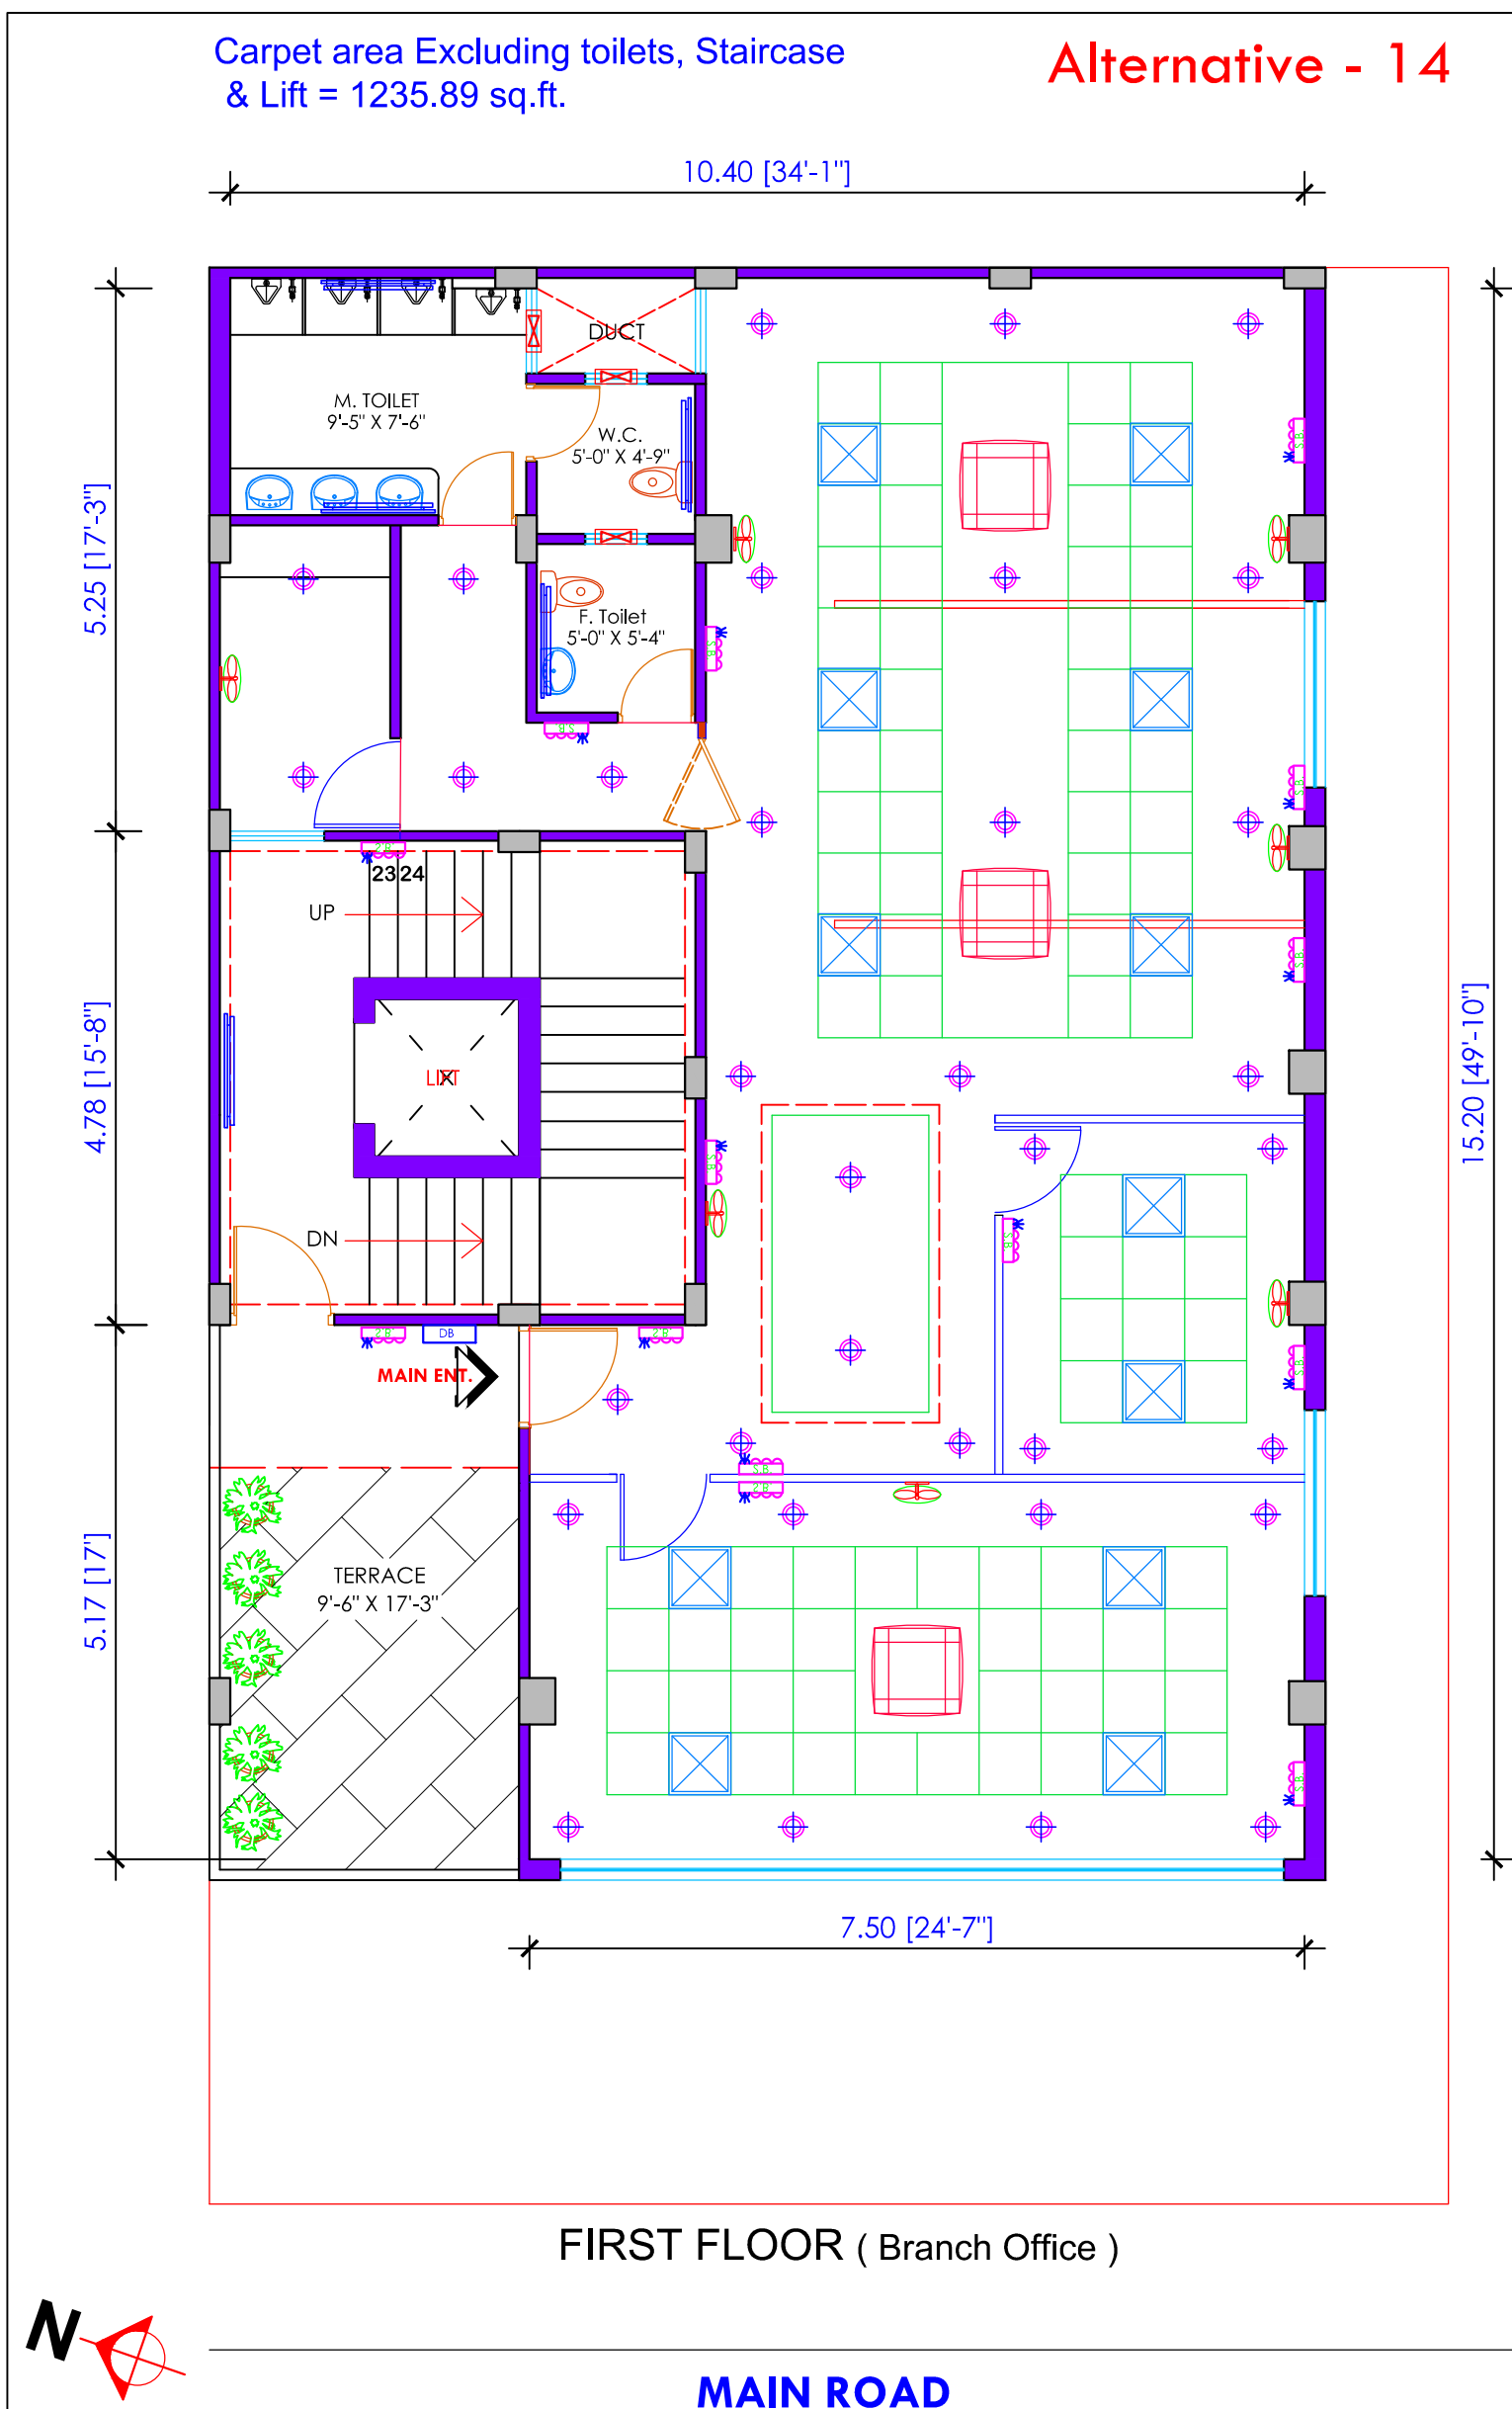 Carpet area Excluding toilets, Staircase
& Lift = 1235.89 sq.ft.
Alternative - 14
10.40 [34'-1"]
DUCT
M. TOILET
9'-5" X 7'-6"
W.C.
5'-0" X 4'-9"
S.B.
5.25 [17'-3"]
F. Toilet
5'-0" X 5'-4"
S.B.
S.B.
S.B.
S.B.
23 24
UP
S.B.
LIFT
4.78 [15'-8"]
15.20 [49'-10"]
S.B.
DN
S.B.
S.B.
DB
S.B.
S.B.
MAIN ENT.
S.B.
S.B.
TERRACE
9'-6" X 17'-3"
5.17 [17']
S.B.
7.50 [24'-7"]
FIRST FLOOR ( Branch Office )
N
MAIN ROAD